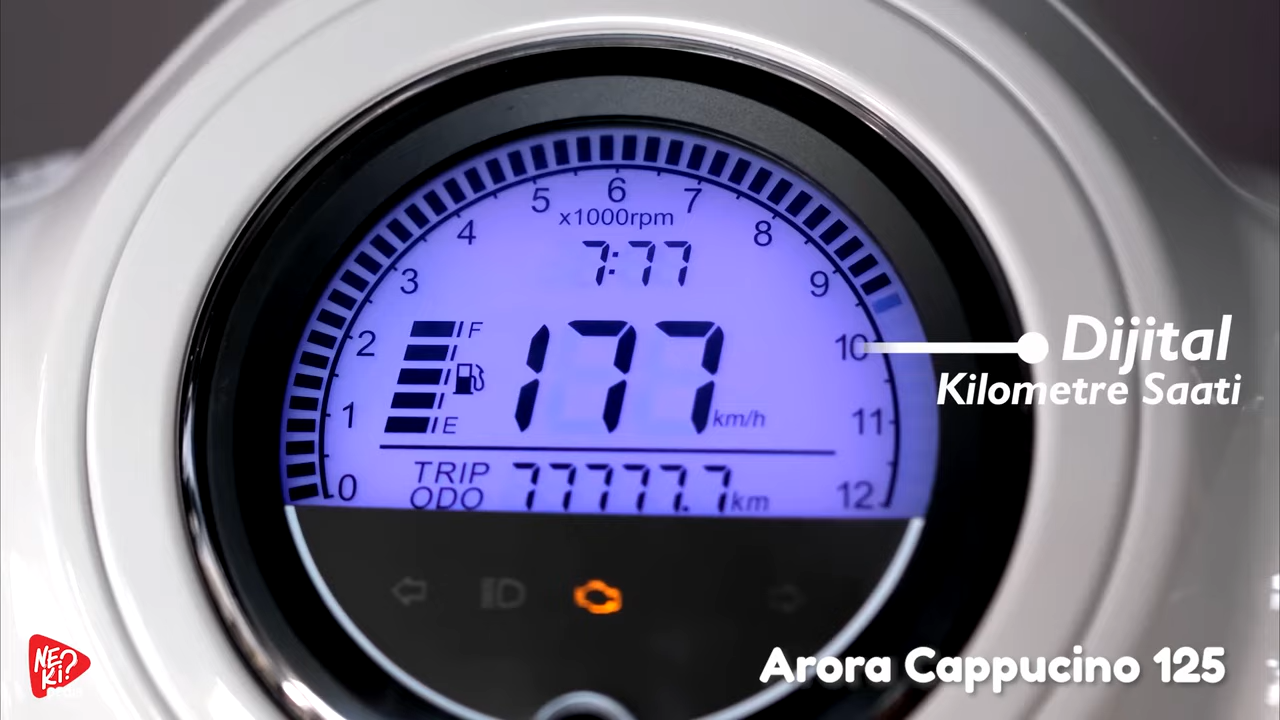 5 6 7
x1000rpm
4 8
7:77
3 9
2 F 10
177
km/h
1 E 11
TRIP
ODO 77777.7 km
0 12
Dijital
Kilometre Saati
NE
Ki?
Arora Cappucino 125